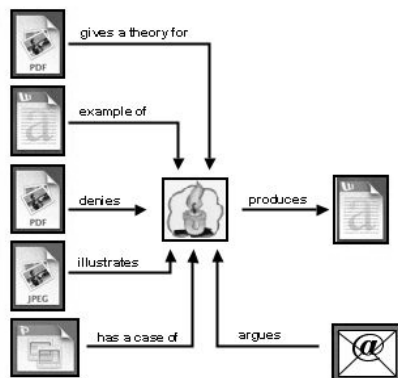 gives a theory for
PDF
example of
a
denies
PDF
produces
a
illustrates
JPEG
has a case of
argues
@